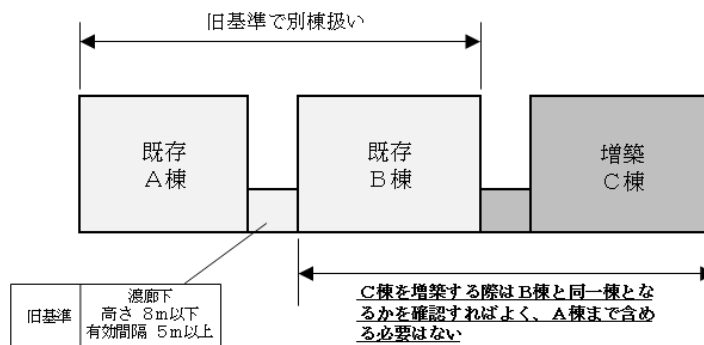 旧基準で別棟扱い
既存
A棟
既存
B棟
増築
C棟
旧基準
渡廊下
高さ 8m以下
有効間隔 5m以上
C棟を増築する際はB棟と同一棟とな
るかを確認すればよく、A棟まで含め
る必要はない